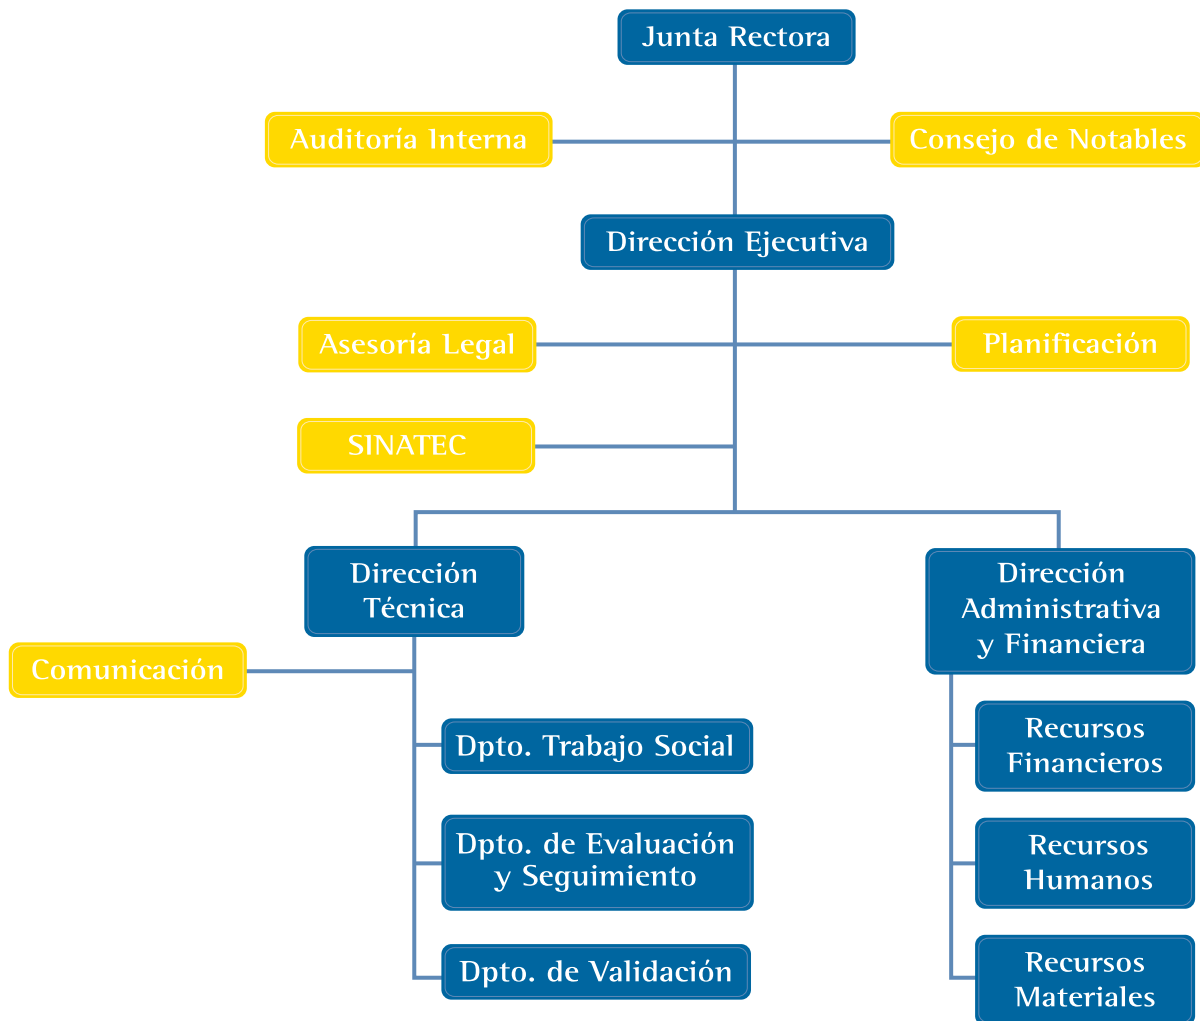 Junta Rectora
Auditoría Interna
Consejo de Notables
Dirección Ejecutiva
Asesoría Legal
Planificación
SINATEC
Dirección
Técnica
Dirección
Administrativa
y Financiera
Comunicación
Dpto. Trabajo Social
Recursos
Financieros
Dpto. de Evaluación
y Seguimiento
Recursos
Humanos
Dpto. de Validación
Recursos
Materiales